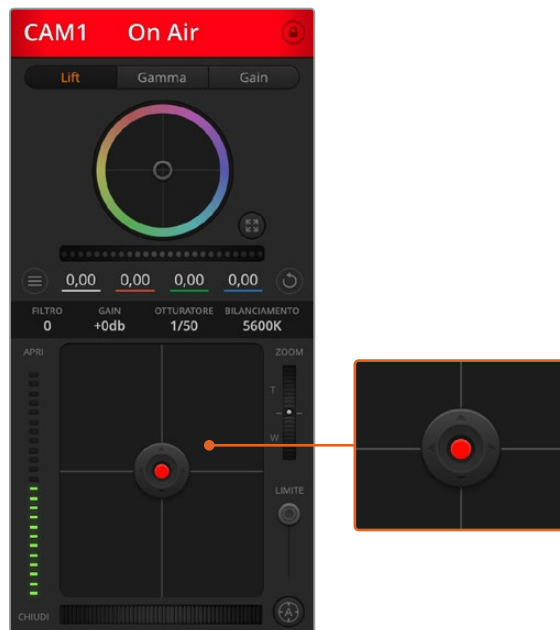 CAM1 On Air
Lift Gamma Gain
0,00 0,00 0,00 0,00
FILTRO GAIN OTTURATORE BILANCIAMENTO
0 +0db 1/50 5600K
APRI ZOOM
T
W
LIMITE
CHIUDI A